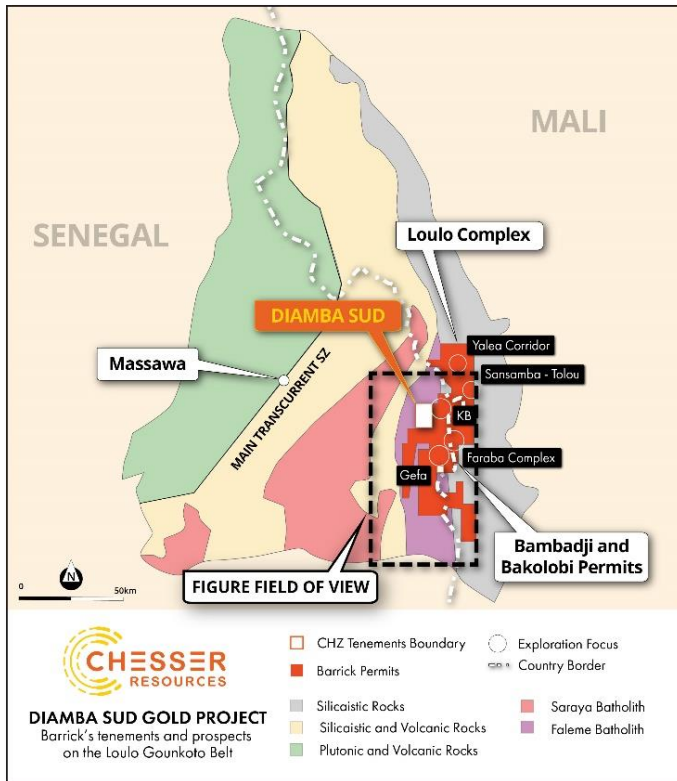 MALI
SENEGAL
Loulo Complex
DIAMBA SUD
Yalea Corridor
Massawa
Sansamba - Tolou
MAIN TRANSCURRENT SZ
KB
Faraba Complex
Gefa
Bambadji and
Bakolobi Permits
FIGURE FIELD OF VIEW
N
0 50km
CHESSER
RESOURCES
DIAMBA SUD GOLD PROJECT
Barrick's tenements and prospects
on the Loulo Gounkoto Belt
CHZ Tenements Boundary
Barrick Permits
Exploration Focus
Country Border
Silicaistic Rocks
Silicaistic and Volcanic Rocks
Plutonic and Volcanic Rocks
Saraya Batholith
Faleme Batholith